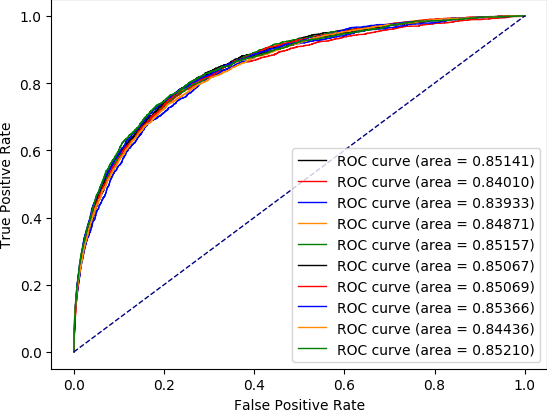 1.0
0.8
0.6
0.4
0.2
0.0
True Positive Rate
ROC curve (area = 0.85141)
ROC curve (area = 0.84010)
ROC curve (area = 0.83933)
ROC curve (area = 0.84871)
ROC curve (area = 0.85157)
ROC curve (area = 0.85067)
ROC curve (area = 0.85069)
ROC curve (area = 0.85366)
ROC curve (area = 0.84436)
ROC curve (area = 0.85210)
0.0 0.2 0.4 0.6 0.8 1.0
False Positive Rate